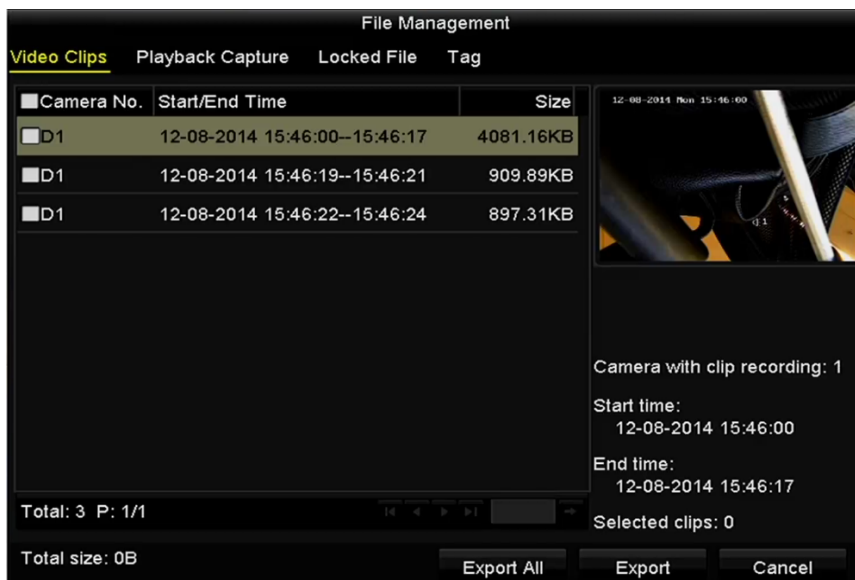 File Management
Video Clips Playback Capture Locked File Tag
Camera No. Start/End Time Size
D1 12-08-2014 15:46:00--15:46:17 4081.16KB
D1 12-08-2014 15:46:19--15:46:21 909.89KB
D1 12-08-2014 15:46:22--15:46:24 897.31KB
12-08-2014 Mon 15:46:00
Camera with clip recording: 1
Start time:
12-08-2014 15:46:00
End time:
12-08-2014 15:46:17
Total: 3 P: 1/1
Selected clips: 0
Total size: 0B
Export All Export Cancel